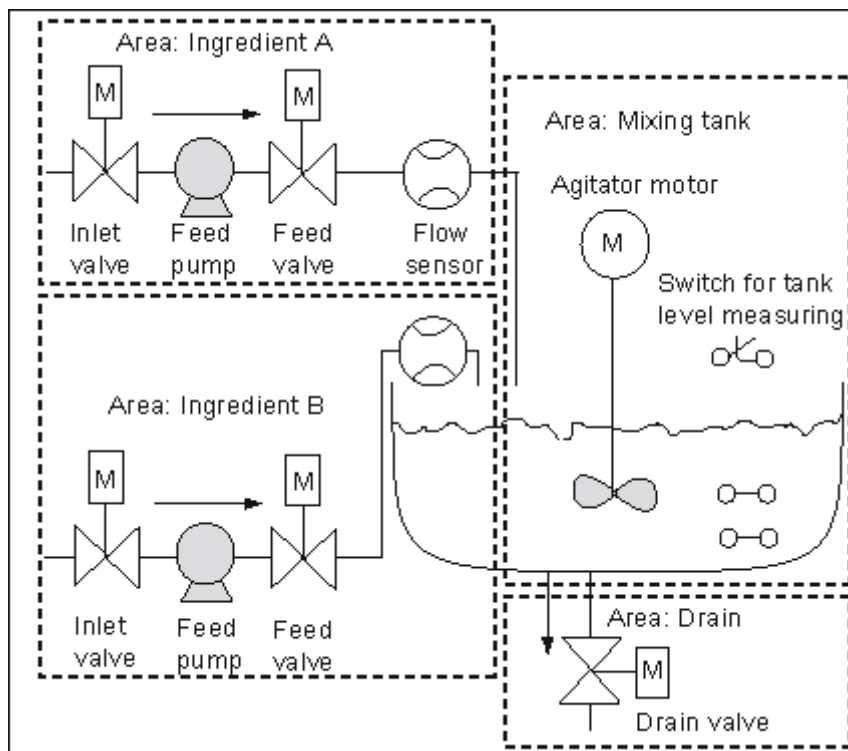 Area: Ingredient A
M
M
Inlet
valve
Feed
pump
Feed
valve
Flow
sensor
Area: Mixing tank
Agitator motor
M
Switch for tank
level measuring
Area: Ingredient B
M
M
Inlet
valve
Feed
pump
Feed
valve
Area: Drain
M
Drain valve